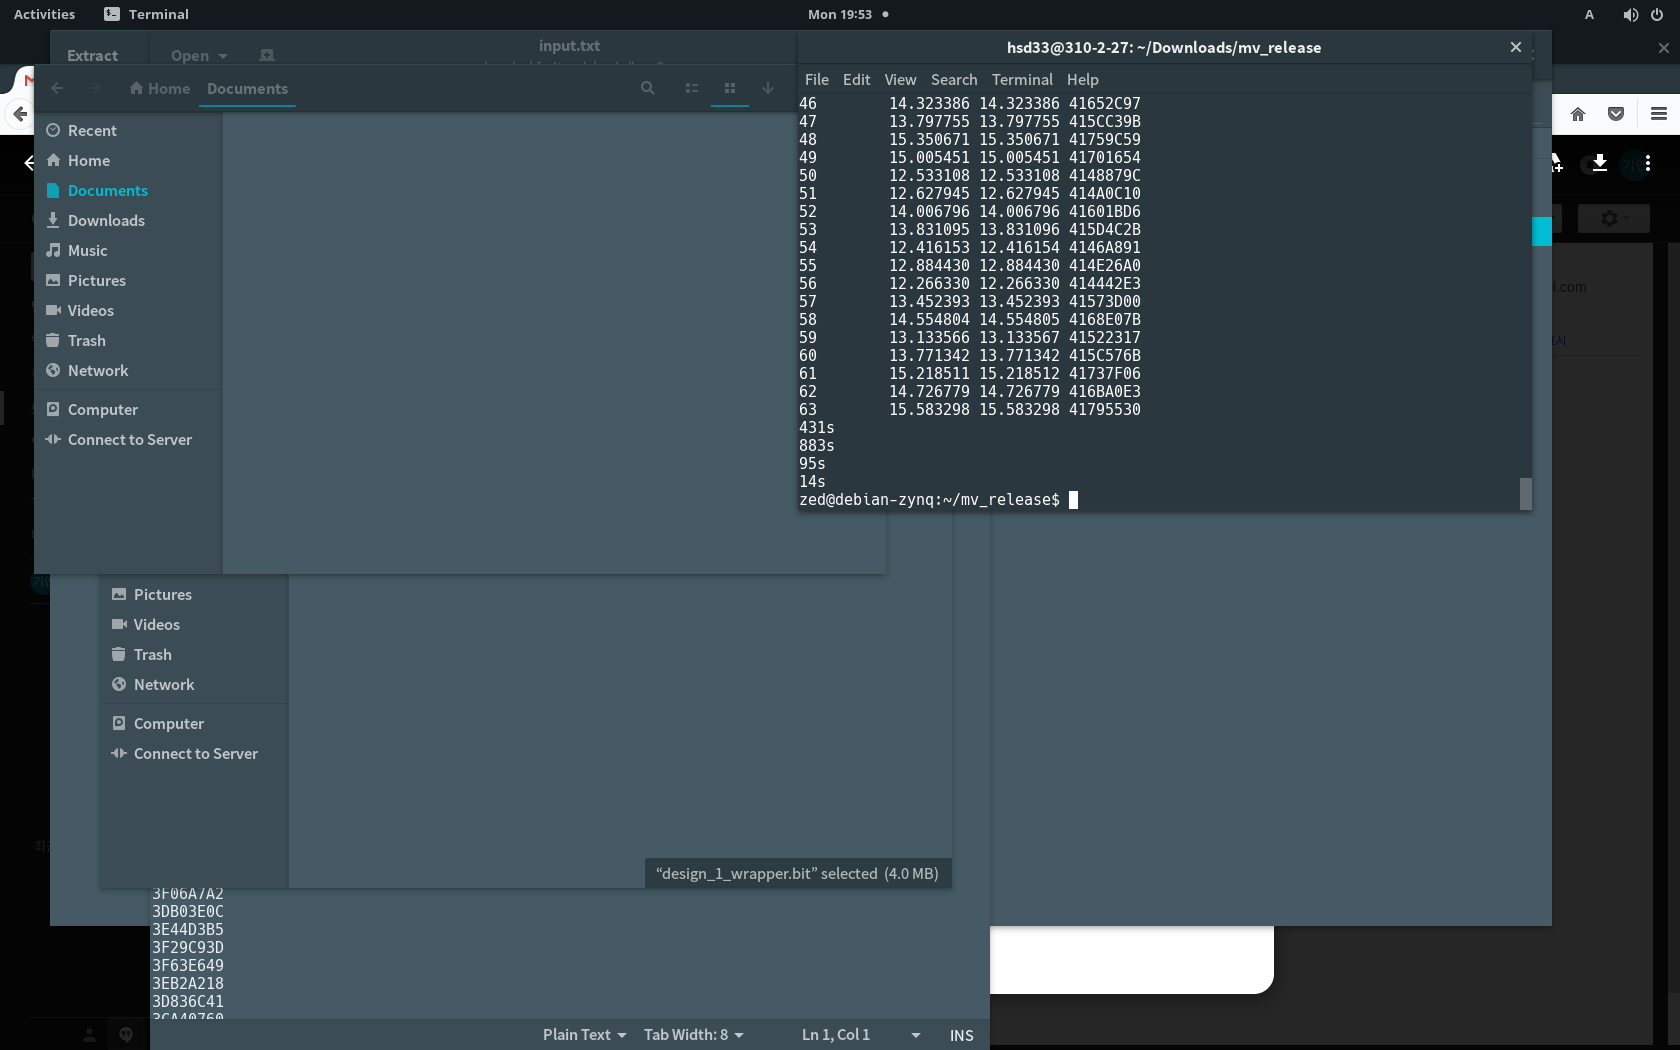 Activities
Terminal
Mon 19:53
A
Extract
Open
input.txt
Home
Documents
Recent
Home
Documents
Downloads
Music
Pictures
Videos
Trash
Network
Computer
Connect to Server
Pictures
Videos
Trash
Network
Computer
Connect to Server
"design_1_wrapper.bit" selected (4.0 MB)
3F06A7A2
3DB03E0C
3E44D3B5
3F29C93D
3F63E649
3EB2A218
3D836C41
3CA40760
Plain Text
Tab Width: 8
Ln 1, Col 1
INS
hsd33@310-2-27: ~/Downloads/mv_release
File Edit View Search Terminal Help
46 14.323386 14.323386 41652C97
47 13.797755 13.797755 415CC39B
48 15.350671 15.350671 41759C59
49 15.005451 15.005451 41701654
50 12.533108 12.533108 4148879C
51 12.627945 12.627945 414A0C10
52 14.006796 14.006796 41601BD6
53 13.831095 13.831096 415D4C2B
54 12.416153 12.416154 4146A891
55 12.884430 12.884430 414E26A0
56 12.266330 12.266330 414442E3
57 13.452393 13.452393 41573D00
58 14.554804 14.554805 4168E07B
59 13.133566 13.133567 41522317
60 13.771342 13.771342 415C576B
61 15.218511 15.218512 41737F06
62 14.726779 14.726779 416BA0E3
63 15.583298 15.583298 41795530
431s
883s
95s
14s
zed@debian-zynq:~/mv_release$
l.com